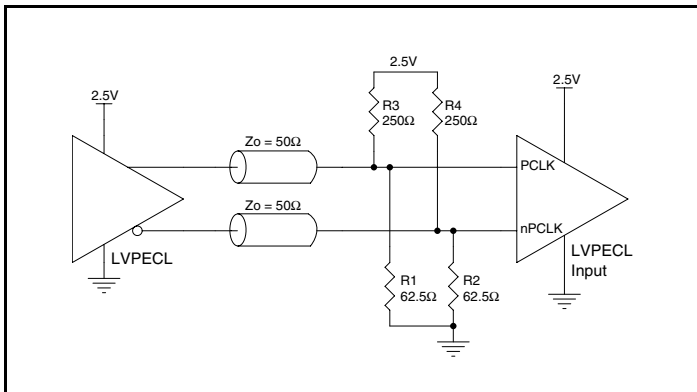 2.5V
2.5V
2.5V
R3
250Ω
R4
250Ω
Zo = 50Ω
PCLK
Zo = 50Ω
nPCLK
LVPECL
LVPECL
Input
R1
62.5Ω
R2
62.5Ω